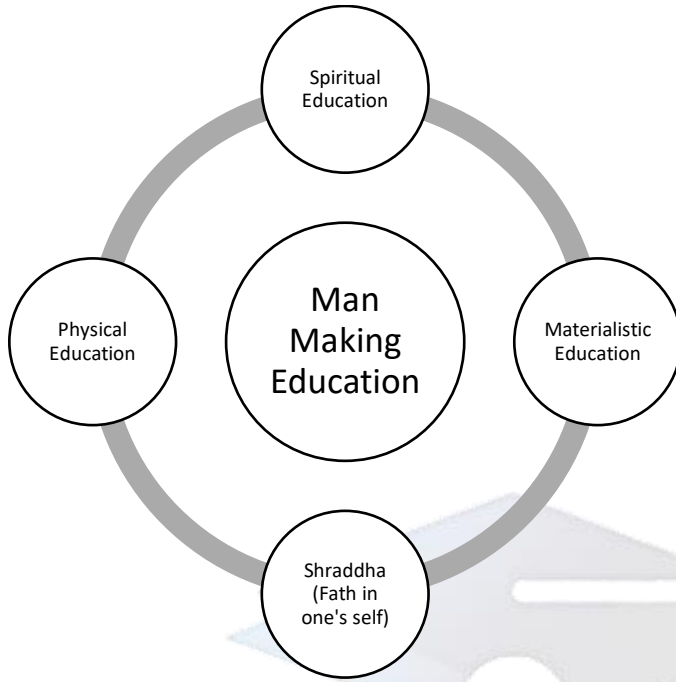 Spiritual
Education
Physical
Education
Man
Making
Education
Materialistic
Education
Shraddha
(Fath in
one's self)